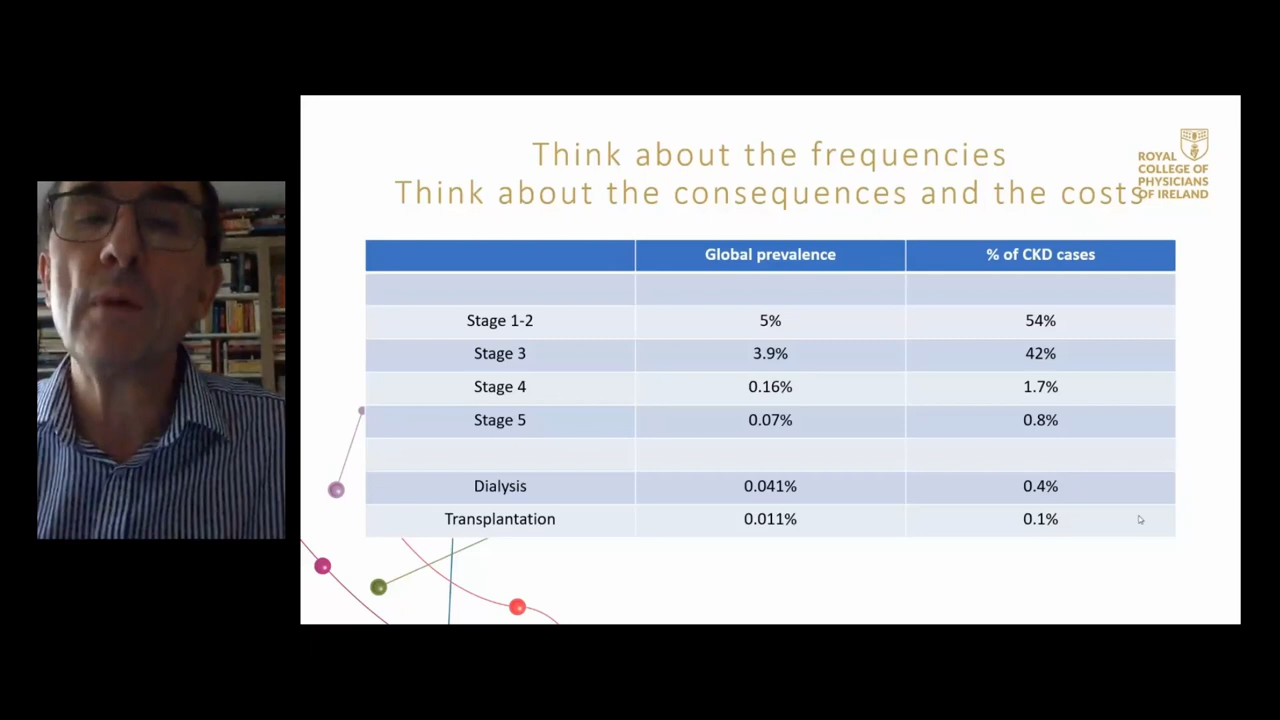 Think about the frequencies
Think about the consequences and the costs
ROYAL
COLLEGE OF
PHYSICIANS
OF IRELAND
Global prevalence % of CKD cases
Stage 1-2 5% 54%
Stage 3 3.9% 42%
Stage 4 0.16% 1.7%
Stage 5 0.07% 0.8%
Dialysis 0.041% 0.4%
Transplantation 0.011% 0.1%